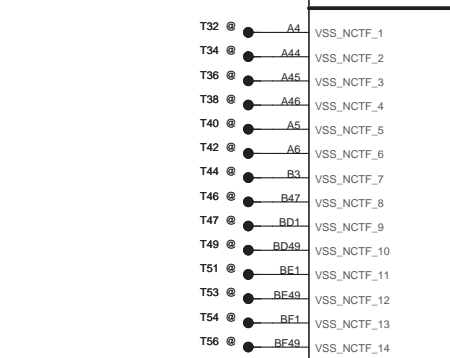 T32 @ A4 VSS_NCTF_1
T34 @ A44 VSS_NCTF_2
T36 @ A45 VSS_NCTF_3
T38 @ A46 VSS_NCTF_4
T40 @ A5 VSS_NCTF_5
T42 @ A6 VSS_NCTF_6
T44 @ B3 VSS_NCTF_7
T46 @ B47 VSS_NCTF_8
T47 @ BD1 VSS_NCTF_9
T49 @ BD49 VSS_NCTF_10
T51 @ BE1 VSS_NCTF_11
T53 @ BE49 VSS_NCTF_12
T54 @ BF1 VSS_NCTF_13
T56 @ BF49 VSS_NCTF_14